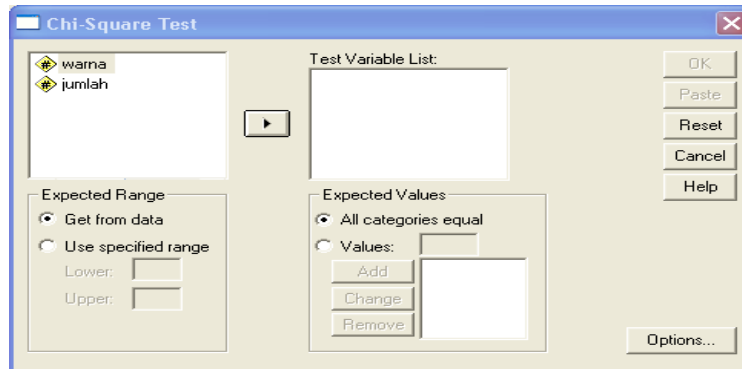 Chi-Square Test
warna
jumlah
Test Variable List:
OK
Paste
Reset
Cancel
Help
Expected Range
Get from data
Use specified range
Lower:
Upper:
Expected Values
All categories equal
Values:
Add
Change
Remove
Options...